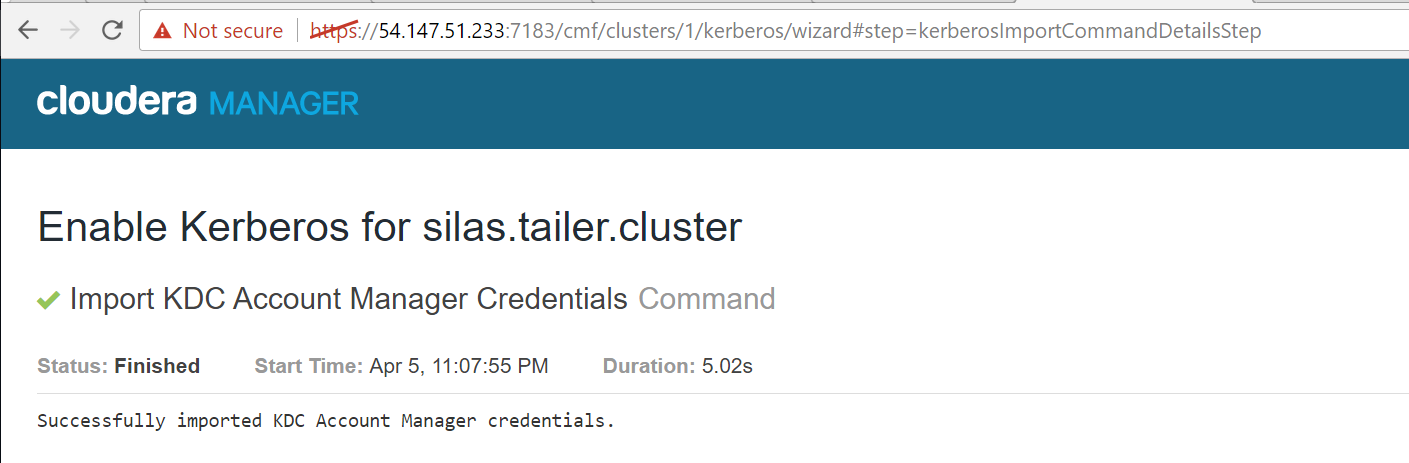 Not secure https://54.147.51.233:7183/cmf/clusters/1/kerberos/wizard#step=kerberosImportCommandDetailsStep
cloudera MANAGER
Enable Kerberos for silas.tailer.cluster
Import KDC Account Manager Credentials Command
Status: Finished Start Time: Apr 5, 11:07:55 PM Duration: 5.02s
Successfully imported KDC Account Manager credentials.